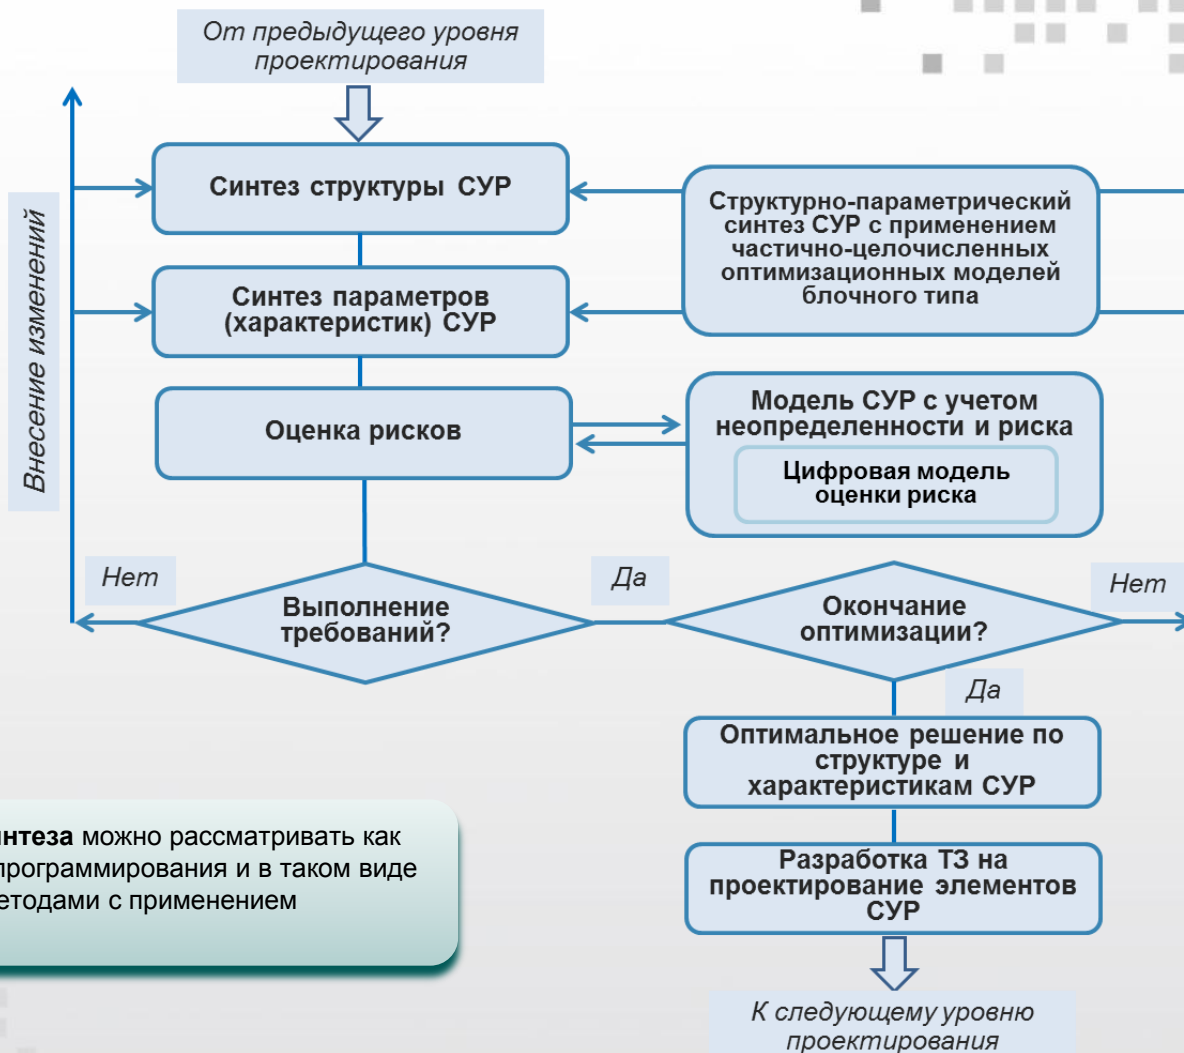 От предыдущего уровня
проектирования
Внесение изменений
Синтез структуры СУР
Структурно-параметрический
синтез СУР с применением
частично-целочисленных
оптимизационных моделей
блочного типа
Синтез параметров
(характеристик) СУР
Оценка рисков
Модель СУР с учетом
неопределенности и риска
Цифровая модель
оценки риска
Нет
Выполнение
требований?
Да
Окончание
оптимизации?
Нет
Да
Оптимальное решение по
структуре и
характеристикам СУР
Разработка ТЗ на
проектирование элементов
СУР
К следующему уровню
проектирования
можно рассматривать как
программирования и в таком виде
с применением